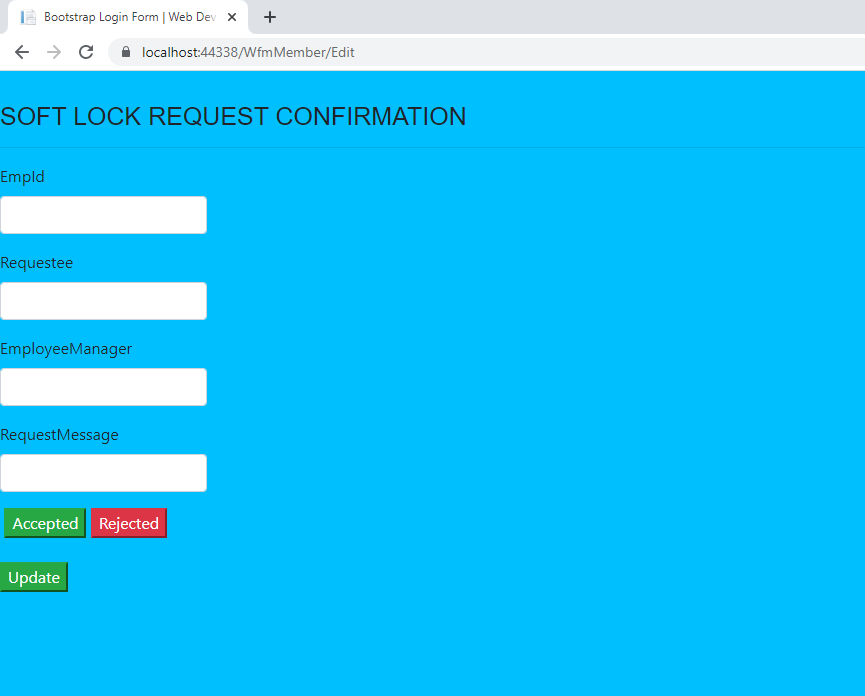 Bootstrap Login Form | Web Dev
localhost:44338/WfmMember/Edit
SOFT LOCK REQUEST CONFIRMATION
EmpId
Requestee
EmployeeManager
RequestMessage
Accepted Rejected
Update